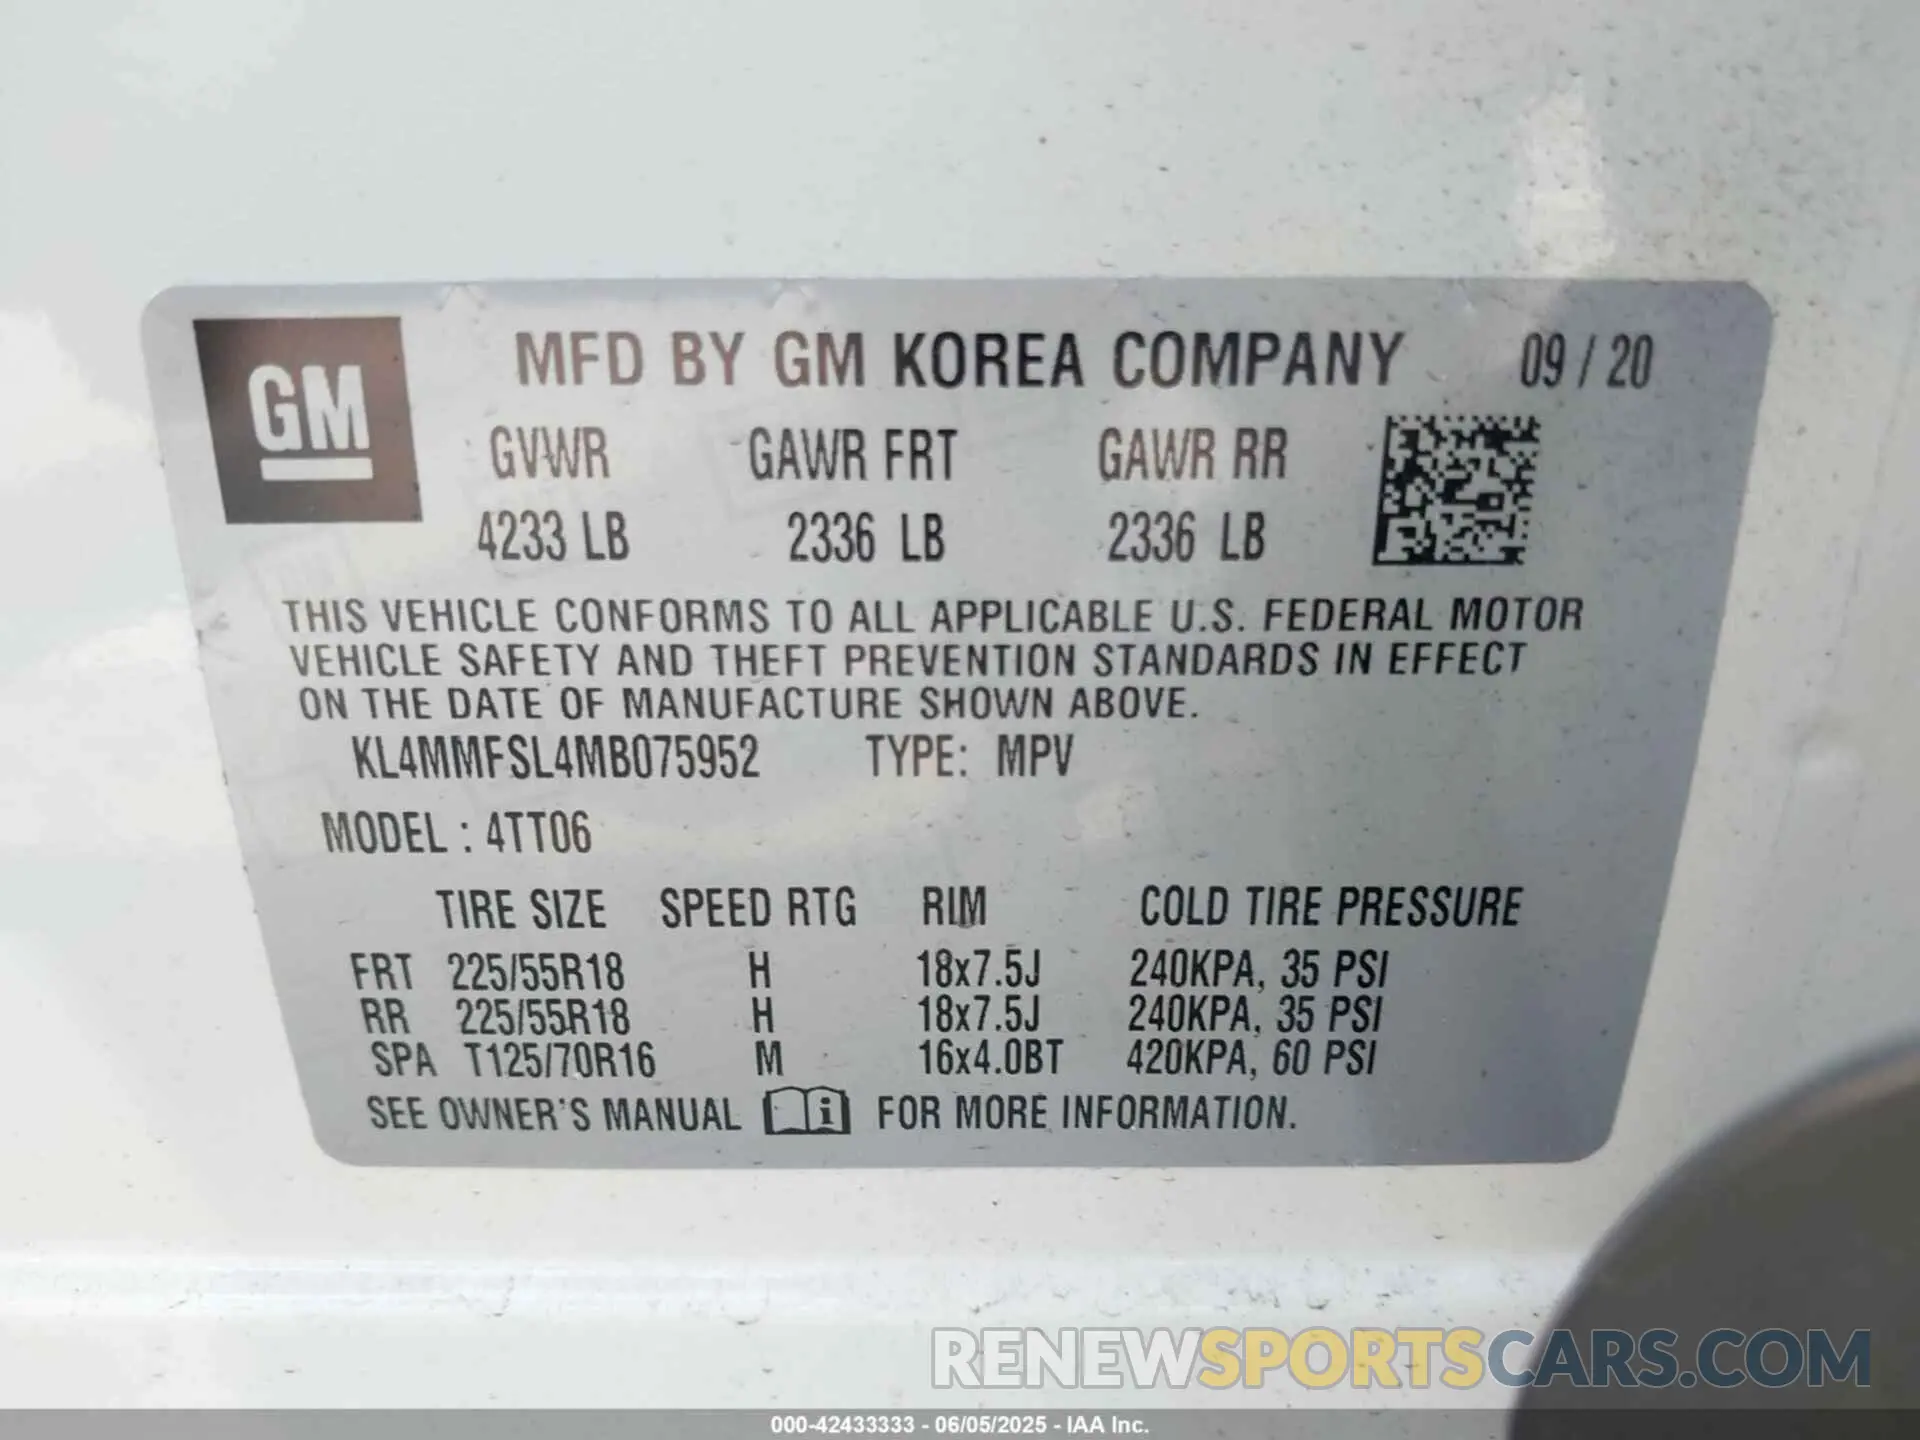 GM
MFD BY GM KOREA COMPANY 09 / 20
GVWR GAWR FRT GAWR RR
4233 LB 2336 LB 2336 LB
THIS VEHICLE CONFORMS TO ALL APPLICABLE U.S. FEDERAL MOTOR
VEHICLE SAFETY AND THEFT PREVENTION STANDARDS IN EFFECT
ON THE DATE OF MANUFACTURE SHOWN ABOVE.
KL4MMFSL4MB075952 TYPE: MPV
MODEL : 4TT06
TIRE SIZE SPEED RTG RIM COLD TIRE PRESSURE
FRT 225/55R18 H 18x7.5J 240KPA, 35 PSI
RR 225/55R18 H 18x7.5J 240KPA, 35 PSI
SPA T125/70R16 M 16x4.0BT 420KPA, 60 PSI
SEE OWNER'S MANUAL i FOR MORE INFORMATION.
RENEWSPORTSCARS.COM
000-42433333 - 06/05/2025 - IAA Inc.